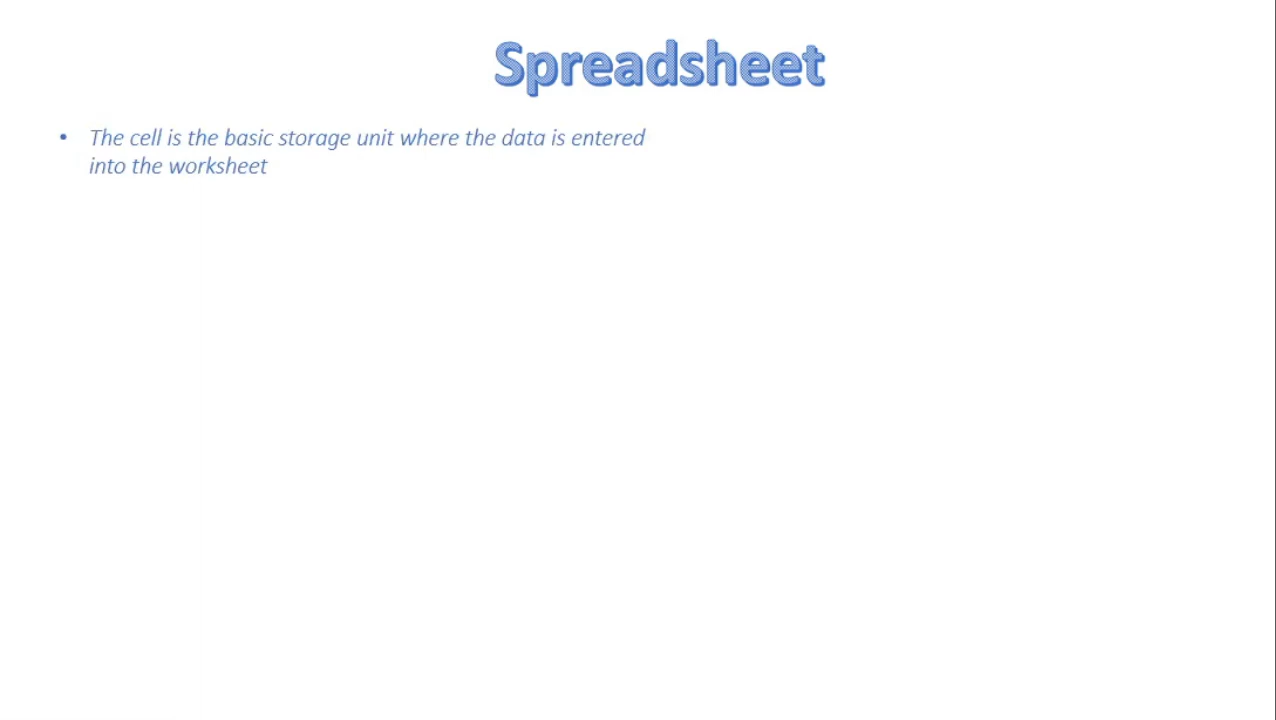 Spreadsheet
• The cell is the basic storage unit where the data is entered
into the worksheet